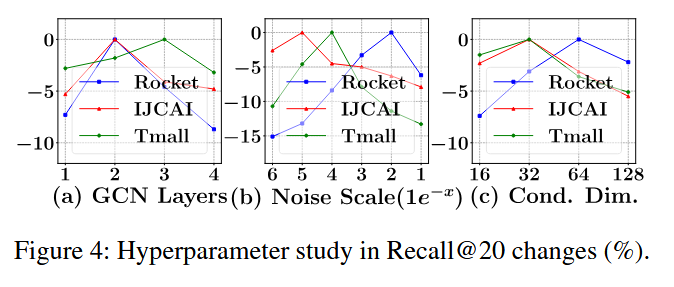 0
−5
−10
Rocket
IJCAI
Tmall
1 2 3 4
(a) GCN Layers
0
−5
−10
−15
Rocket
IJCAI
Tmall
6 5 4 3 2 1
(b) Noise Scale(1e⁻ˣ)
0
−5
−10
Rocket
IJCAI
Tmall
16 32 64 128
(c) Cond. Dim.
Figure 4: Hyperparameter study in Recall@20 changes (%).